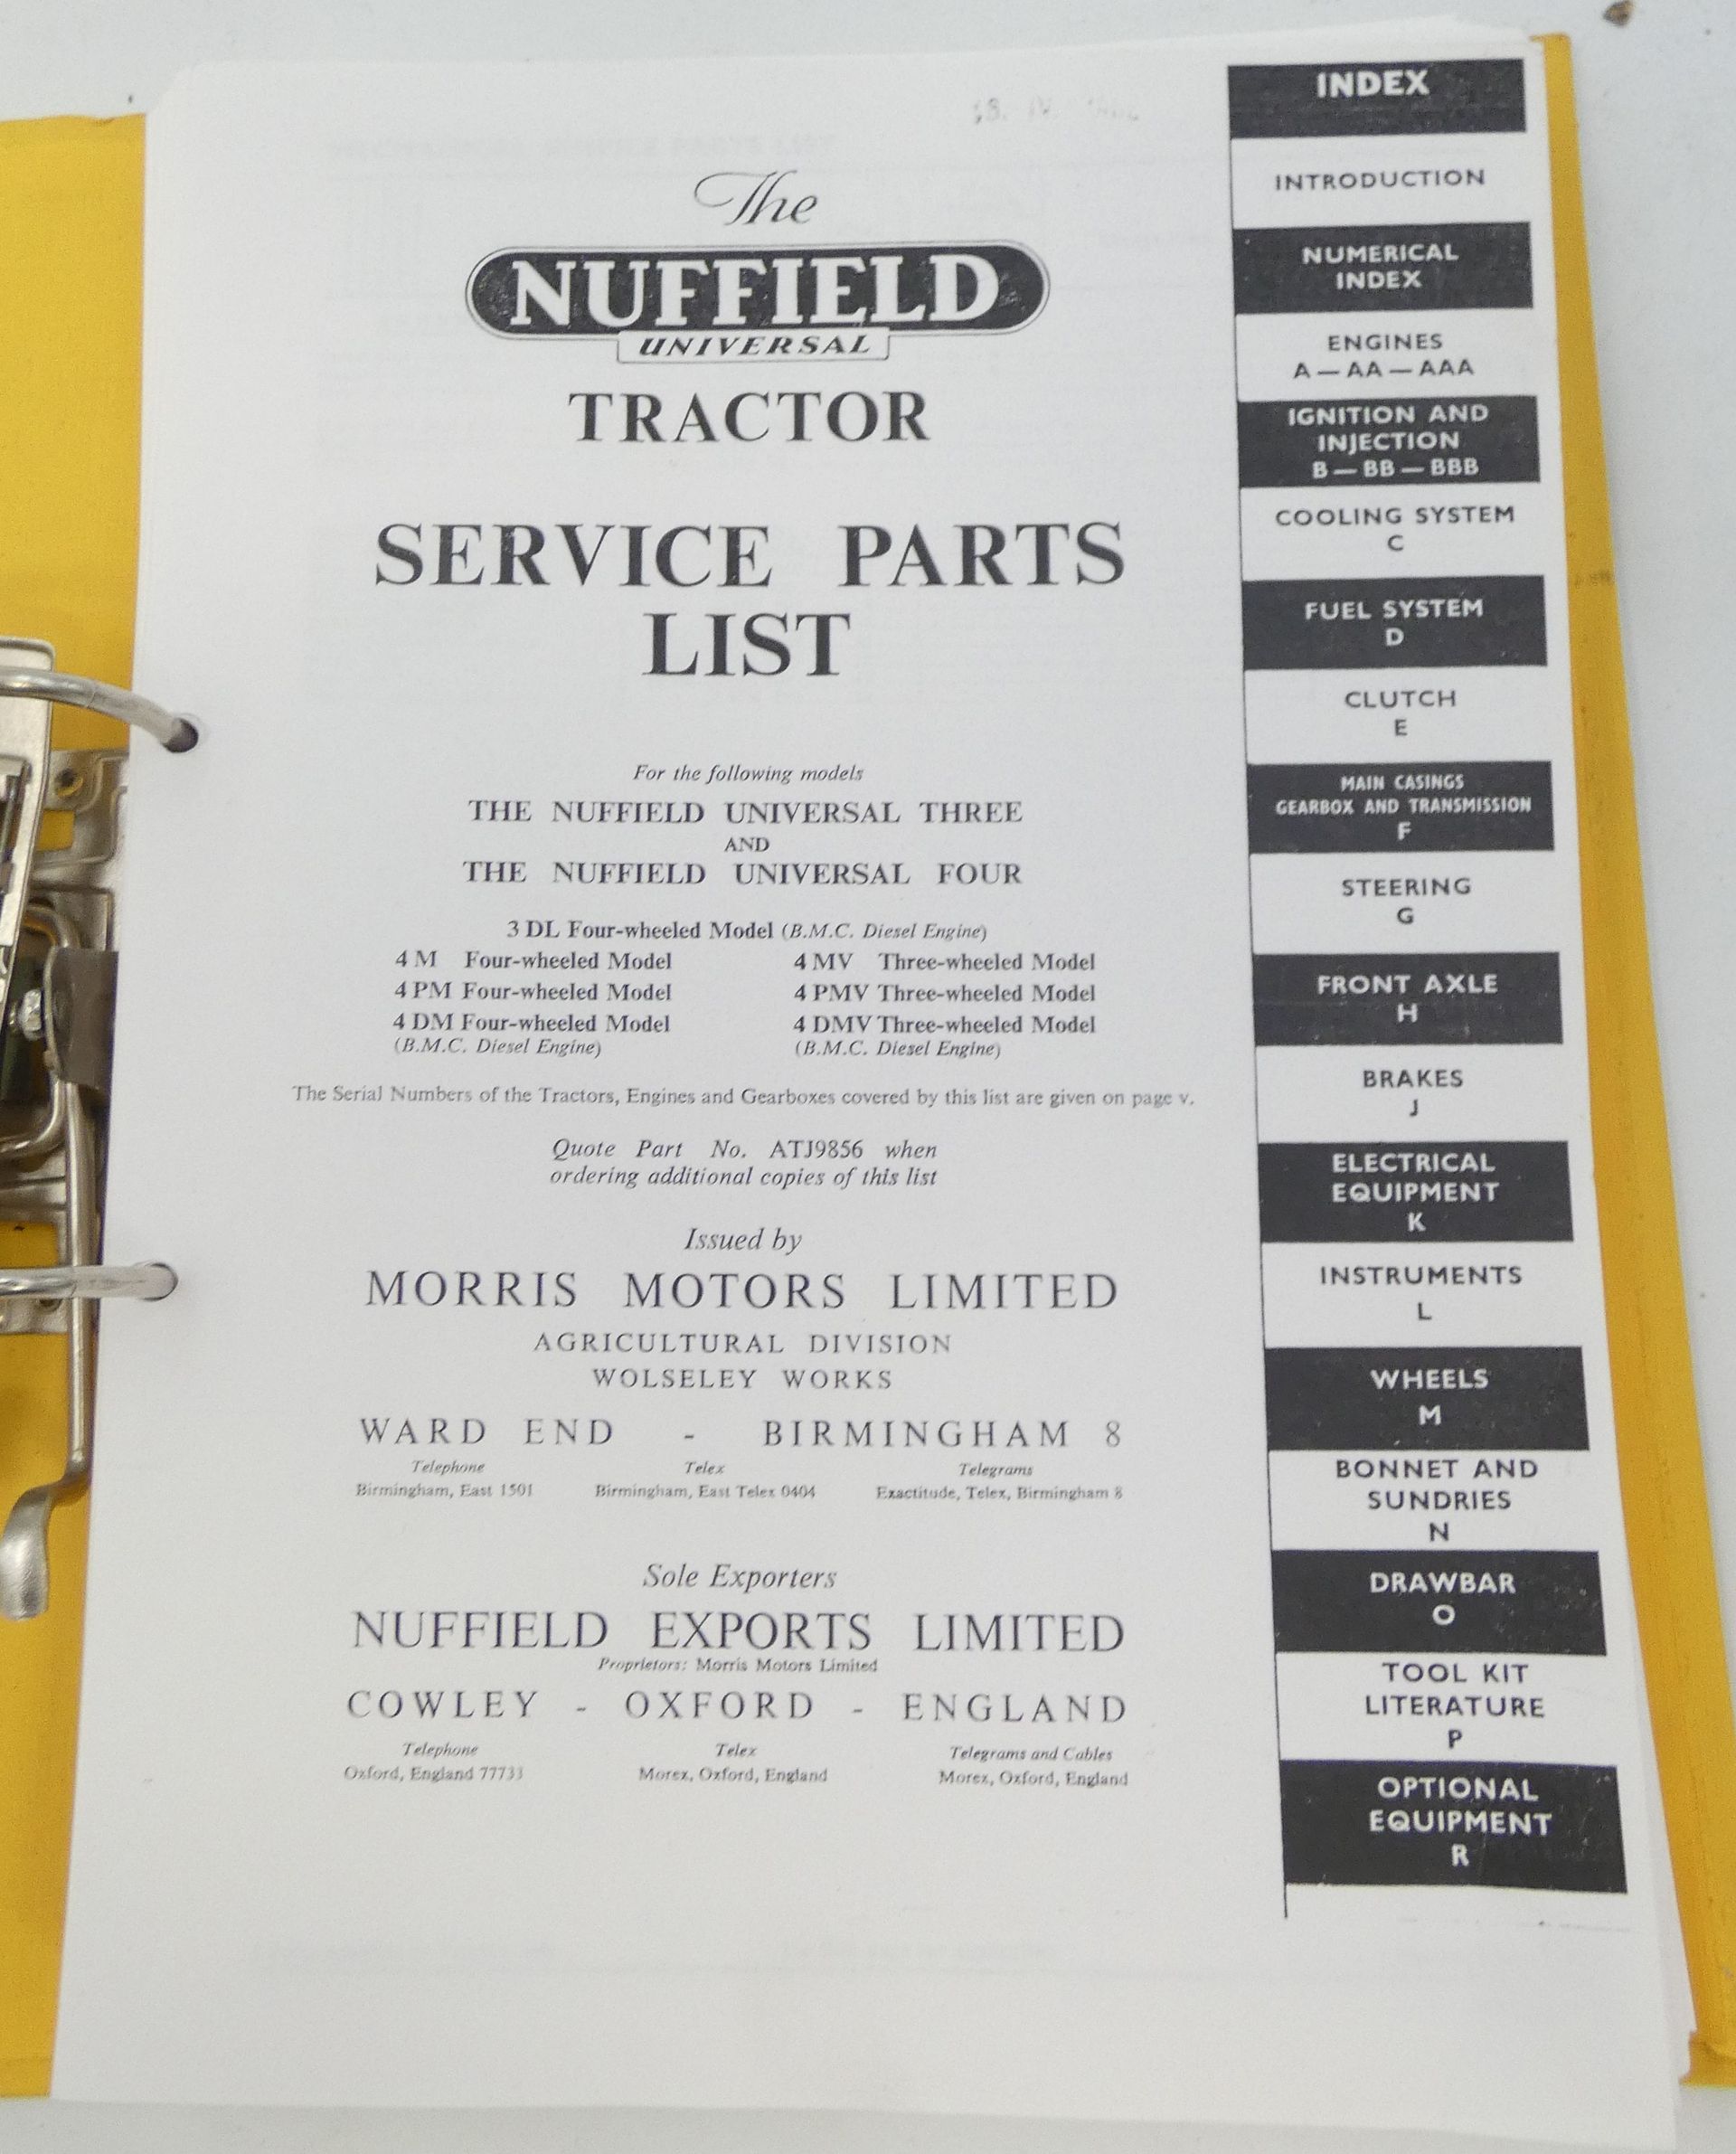 The
NUFFIELD
UNIVERSAL
TRACTOR
SERVICE PARTS
LIST
For the following models
THE NUFFIELD UNIVERSAL THREE
AND
THE NUFFIELD UNIVERSAL FOUR
3 DL Four-wheeled Model (B.M.C. Diesel Engine)
4 M Four-wheeled Model 4 MV Three-wheeled Model
4 PM Four-wheeled Model 4 PMV Three-wheeled Model
4 DM Four-wheeled Model 4 DMV Three-wheeled Model
(B.M.C. Diesel Engine) (B.M.C. Diesel Engine)
The Serial Numbers of the Tractors, Engines and Gearboxes covered by this list are given on page v.
Quote Part No. ATJ9856 when
ordering additional copies of this list
Issued by
MORRIS MOTORS LIMITED
AGRICULTURAL DIVISION
WOLSELEY WORKS
WARD END - BIRMINGHAM 8
Telephone Telex Telegrams
Birmingham, East 1501 Birmingham, East Telex 0404 Exactitude, Telex, Birmingham 8
Sole Exporters
NUFFIELD EXPORTS LIMITED
Proprietors: Morris Motors Limited
COWLEY - OXFORD - ENGLAND
Telephone Telex Telegrams and Cables
Oxford, England 77733 Morex, Oxford, England Morex, Oxford, England
INDEX
INTRODUCTION
NUMERICAL
INDEX
ENGINES
A — AA — AAA
IGNITION AND
INJECTION
B — BB — BBB
COOLING SYSTEM
C
FUEL SYSTEM
D
CLUTCH
E
MAIN CASINGS
GEARBOX AND TRANSMISSION
F
STEERING
G
FRONT AXLE
H
BRAKES
J
ELECTRICAL
EQUIPMENT
K
INSTRUMENTS
L
WHEELS
M
BONNET AND
SUNDRIES
N
DRAWBAR
O
TOOL KIT
LITERATURE
P
OPTIONAL
EQUIPMENT
R